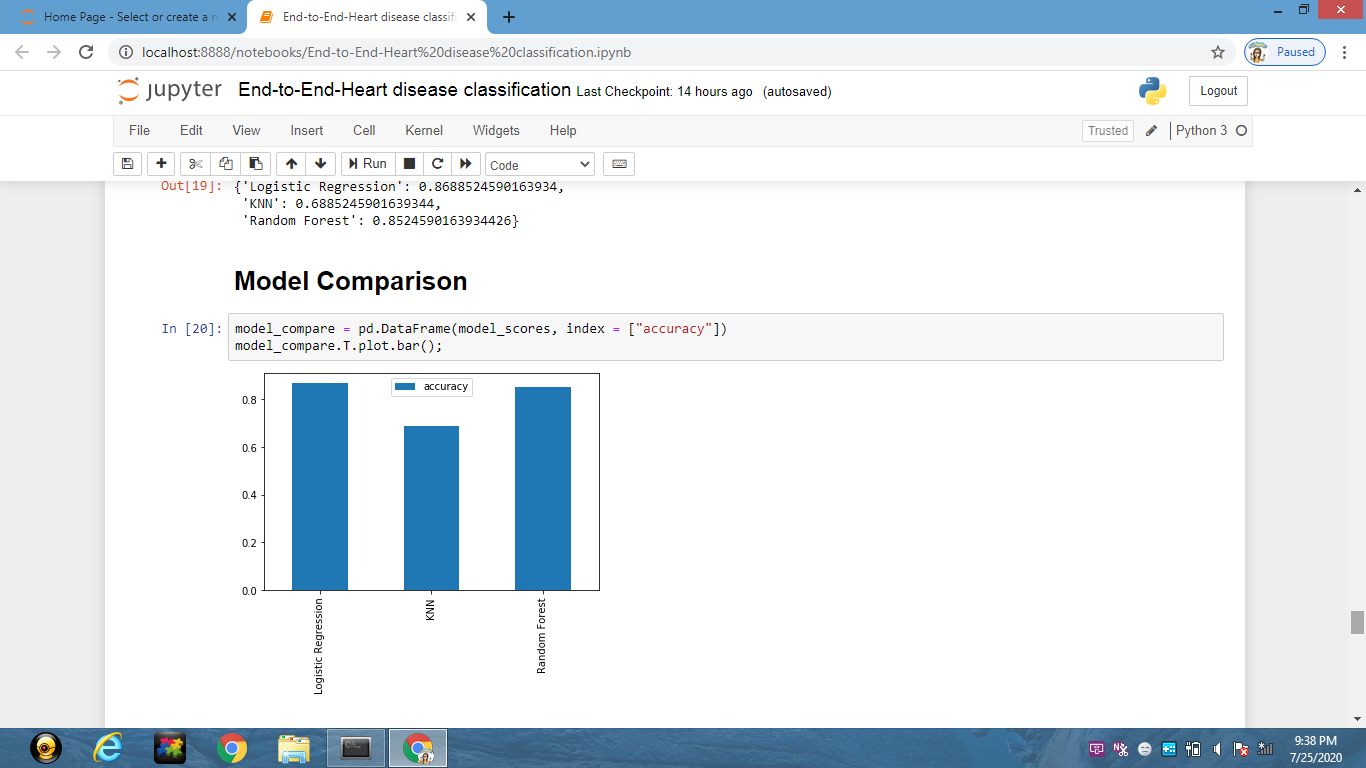 Home Page - Select or create a n
End-to-End-Heart disease classifi
localhost:8888/notebooks/End-to-End-Heart%20disease%20classification.ipynb
Paused
jupyter End-to-End-Heart disease classification Last Checkpoint: 14 hours ago (autosaved)
Logout
File Edit View Insert Cell Kernel Widgets Help
Trusted
Python 3
Run
Code
Out[19]: {'Logistic Regression': 0.8688524590163934,
'KNN': 0.6885245901639344,
'Random Forest': 0.8524590163934426}
Model Comparison
In [20]: model_compare = pd.DataFrame(model_scores, index = ["accuracy"])
model_compare.T.plot.bar();
accuracy
0.8
0.6
0.4
0.2
0.0
Logistic Regression
KNN
Random Forest
9:38 PM
7/25/2020